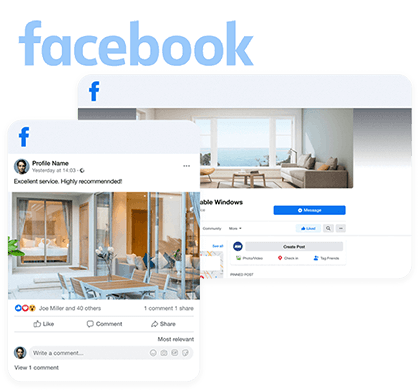 facebook
f
able Windows
Message
Community More
Liked
See all
Create Post
Photo/Video Check in Tag Friends
PINNED POST
f
Profile Name
Yesterday at 14:03
Excellent service. Highly recommennded!
Joe Miller and 40 others 1 comment 1 share
Like Comment Share
Most relevant
Write a comment...
View 1 comment